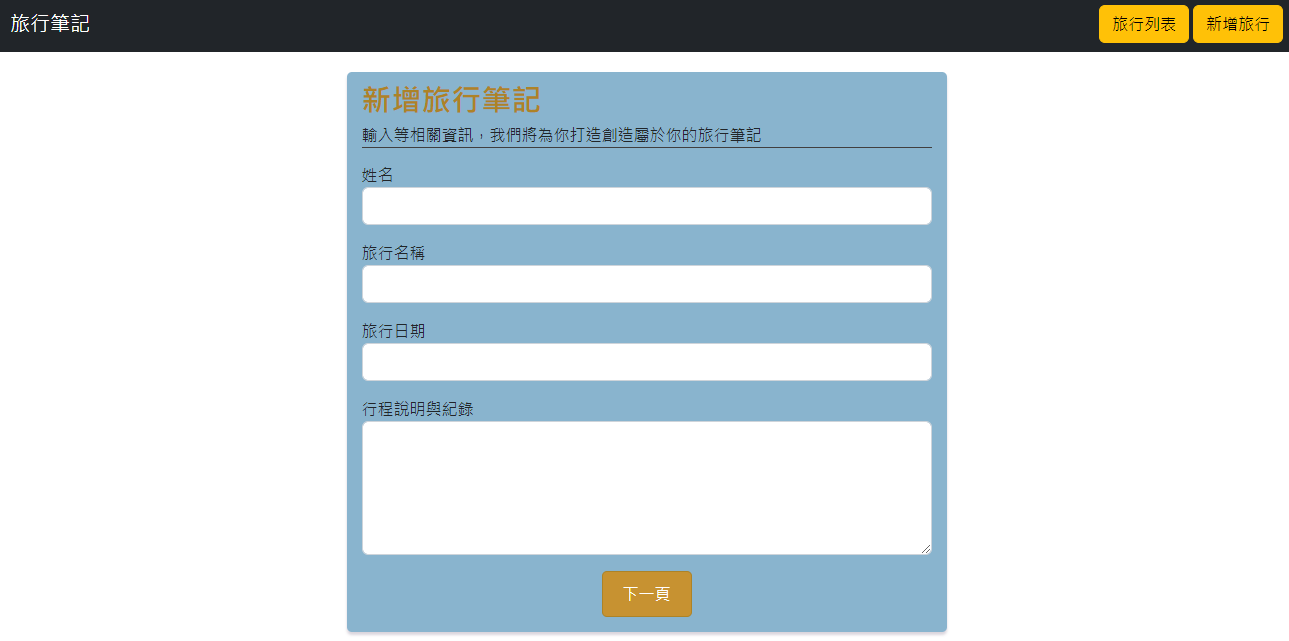 旅行筆記
旅行列表
新增旅行
新增旅行筆記
輸入等相關資訊，我們將為你打造創造屬於你的旅行筆記
姓名
旅行名稱
旅行日期
行程說明與紀錄
下一頁